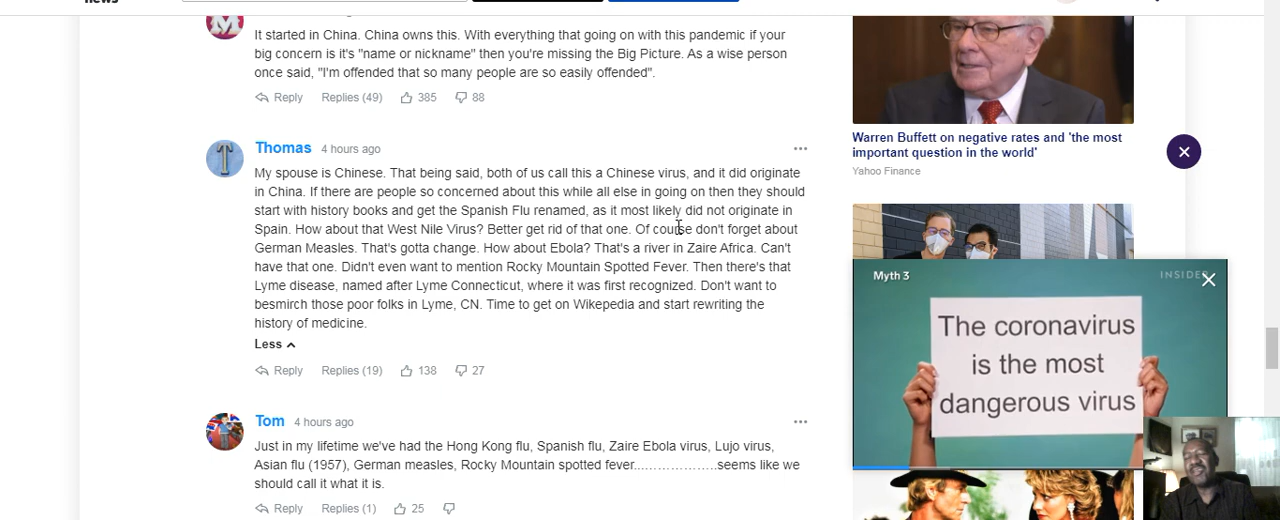 news
It started in China. China owns this. With everything that going on with this pandemic if your
big concern is it's "name or nickname" then you're missing the Big Picture. As a wise person
once said, "I'm offended that so many people are so easily offended".
Reply Replies (49) 385 88
Thomas 4 hours ago
My spouse is Chinese. That being said, both of us call this a Chinese virus, and it did originate
in China. If there are people so concerned about this while all else in going on then they should
start with history books and get the Spanish Flu renamed, as it most likely did not originate in
Spain. How about that West Nile Virus? Better get rid of that one. Of course don't forget about
German Measles. That's gotta change. How about Ebola? That's a river in Zaire Africa. Can't
have that one. Didn't even want to mention Rocky Mountain Spotted Fever. Then there's that
Lyme disease, named after Lyme Connecticut, where it was first recognized. Don't want to
besmirch those poor folks in Lyme, CN. Time to get on Wikepedia and start rewriting the
history of medicine.
Less
Reply Replies (19) 138 27
Tom 4 hours ago
Just in my lifetime we've had the Hong Kong flu, Spanish flu, Zaire Ebola virus, Lujo virus,
Asian flu (1957), German measles, Rocky Mountain spotted fever....................seems like we
should call it what it is.
Reply Replies (1) 25
M
T
Warren Buffett on negative rates and 'the most
important question in the world'
Yahoo Finance
Myth 3
INSIDER
The coronavirus
is the most
dangerous virus